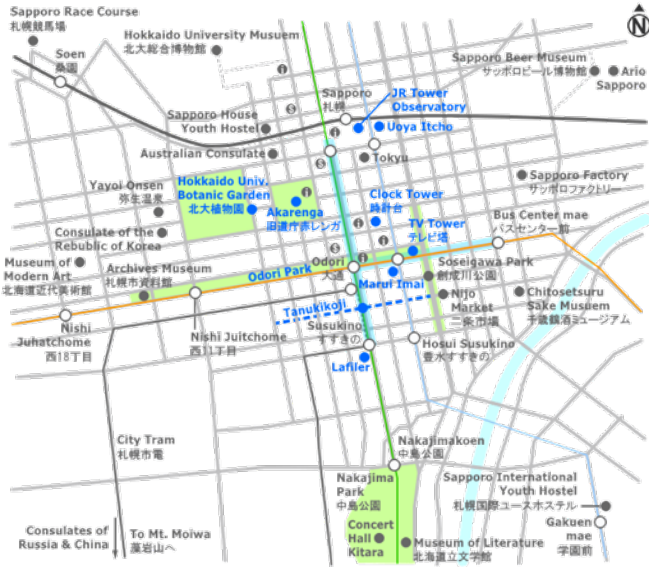 Sapporo Race Course
札幌競馬場
Soen
桑園
Hokkaido University Musuem
北大総合博物館
N
Sapporo Beer Museum
サッポロビール博物館
Ario
Sapporo
Sapporo
札幌
JR Tower
Observatory
Uoya Itcho
Sapporo House
Youth Hostel
Australian Consulate
Tokyu
Yayoi Onsen
弥生温泉
Hokkaido Univ.
Botanic Garden
北大植物園
Akarenga
旧道庁赤レンガ
Clock Tower
時計台
Sapporo Factory
サッポロファクトリー
Consulate of the
Rebublic of Korea
TV Tower
テレビ塔
Bus Center mae
バスセンター前
Museum of
Modern Art
北海道近代美術館
Archives Museum
札幌市資料館
Odori Park
Odori
大通
Marui Imai
Soseigawa Park
創成川公園
Nijo
Market
二条市場
Chitosetsuru
Sake Musuem
千歳鶴酒ミュージアム
Tanukikoji
Nishi
Juhatchome
西18丁目
Nishi Juitchome
西11丁目
Susukino
すすきの
Hosui Susukino
豊水すすきの
Lafiler
City Tram
札幌市電
Nakajimakoen
中島公園
Nakajima
Park
中島公園
Sapporo International
Youth Hostel
札幌国際ユースホステル
Gakuen
mae
学園前
Consulates of
Russia & China
To Mt. Moiwa
藻岩山へ
Concert
Hall
Kitara
Museum of Literature
北海道立文学館